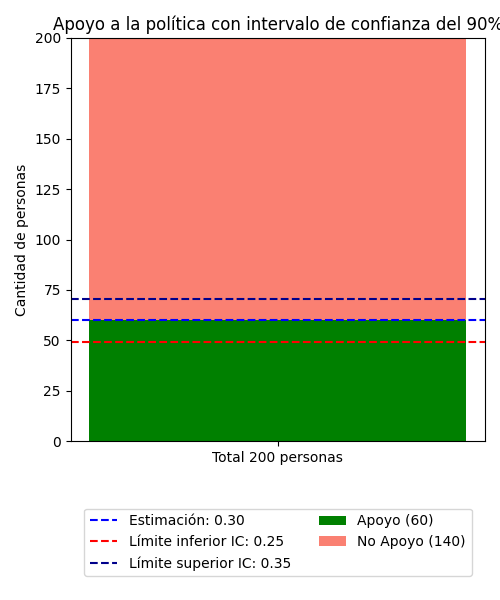 Apoyo a la política con intervalo de confianza del 90%
200
175
150
125
100
75
50
25
0
Cantidad de personas
Total 200 personas
Estimación: 0.30
Límite inferior IC: 0.25
Límite superior IC: 0.35
Apoyo (60)
No Apoyo (140)